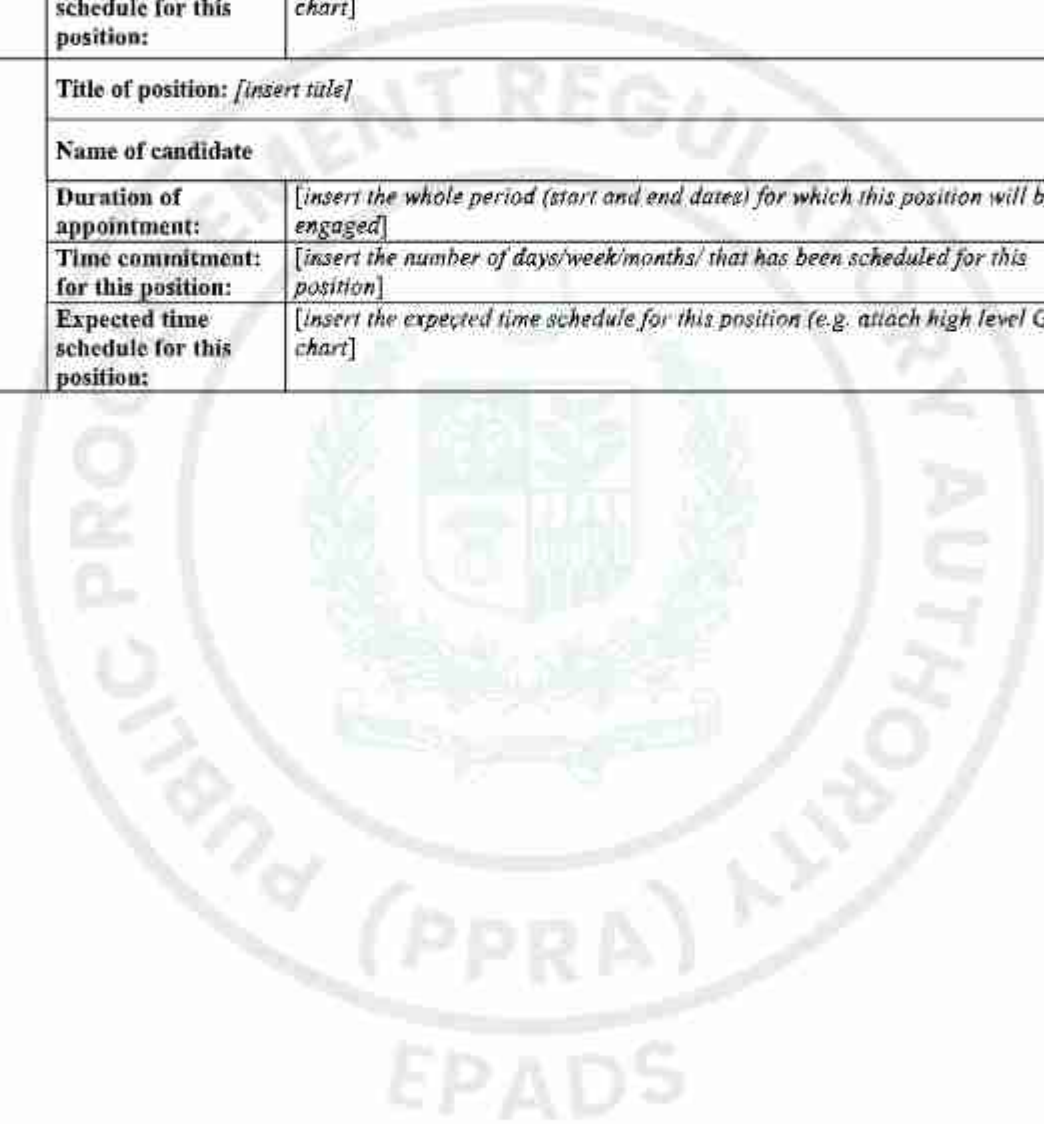 schedule for this
position:
chart]
Title of position: [insert title]
Name of candidate
Duration of
appointment:
[insert the whole period (start and end dates) for which this position will b
engaged]
Time commitment:
for this position:
[insert the number of days/week/months/ that has been scheduled for this
position]
Expected time
schedule for this
position:
[insert the expected time schedule for this position (e.g. attach high level G
chart]
PUBLIC PROCUREMENT REGULATORY AUTHORITY
(PPRA)
EPADS